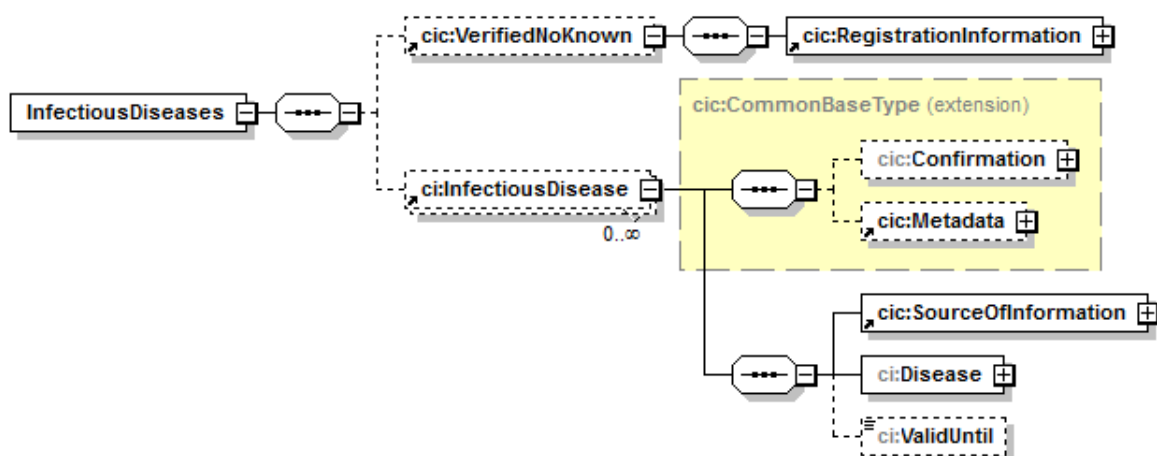 cic:VerifiedNoKnown
cic:RegistrationInformation
InfectiousDiseases
cic:CommonBaseType (extension)
cic:Confirmation
ci:InfectiousDisease
0..∞
cic:Metadata
cic:SourceOfInformation
ci:Disease
ci:ValidUntil